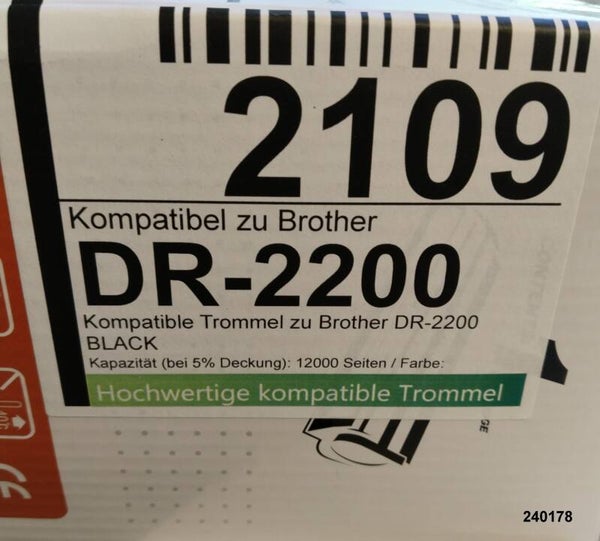 2109
Kompatibel zu Brother
DR-2200
Kompatible Trommel zu Brother DR-2200
BLACK
Kapazität (bei 5% Deckung): 12000 Seiten / Farbe:
Hochwertige kompatible Trommel
CE
240178